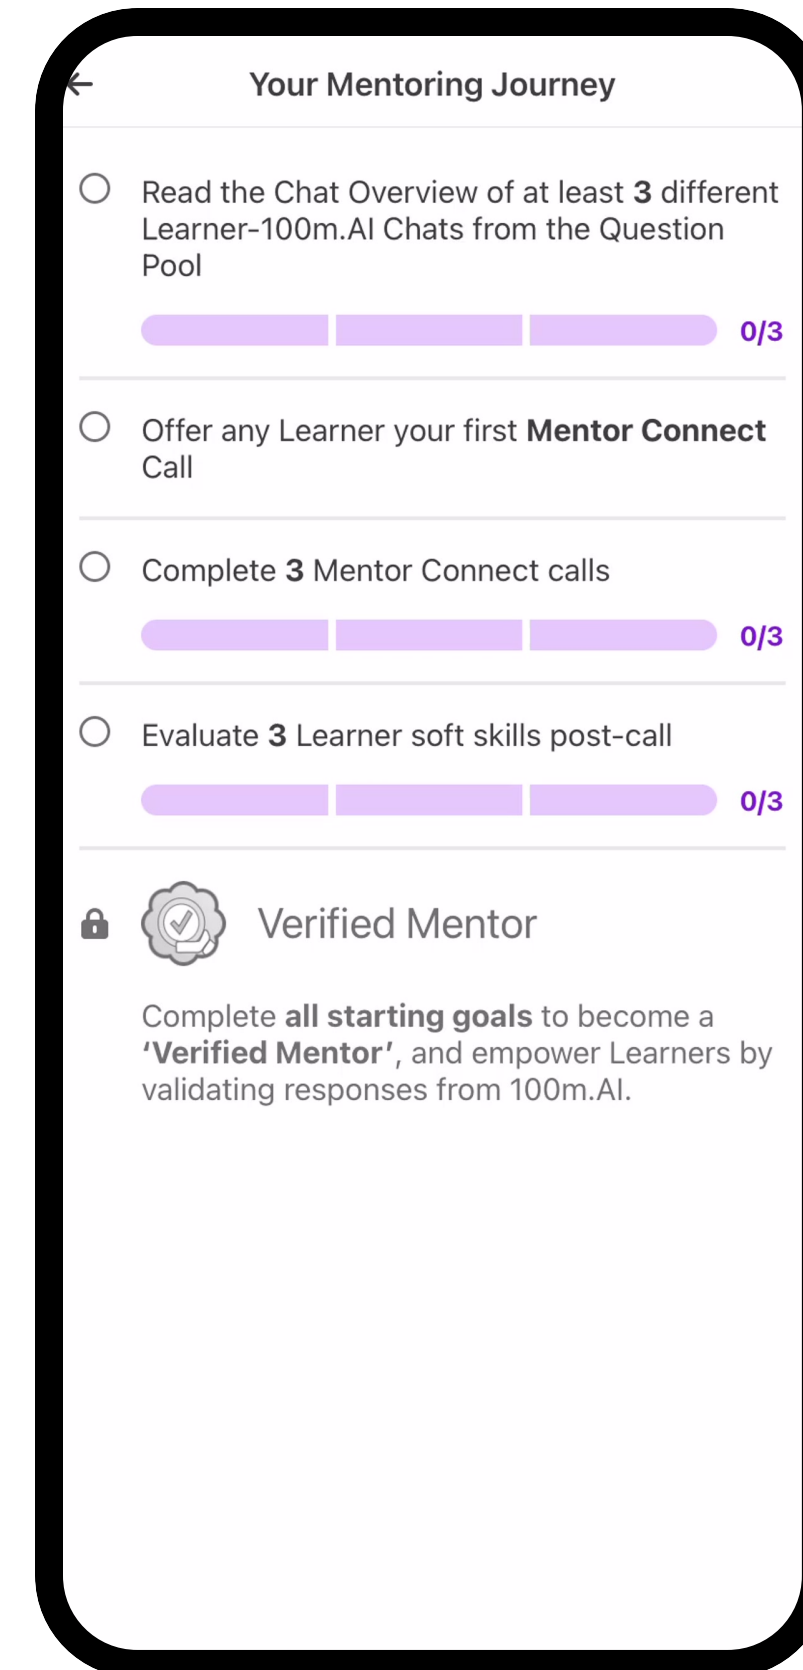 Your Mentoring Journey
Read the Chat Overview of at least 3 different
Learner-100m.AI Chats from the Question
Pool
0/3
Offer any Learner your first Mentor Connect
Call
Complete 3 Mentor Connect calls
0/3
Evaluate 3 Learner soft skills post-call
0/3
Verified Mentor
Complete all starting goals to become a
‘Verified Mentor’, and empower Learners by
validating responses from 100m.AI.